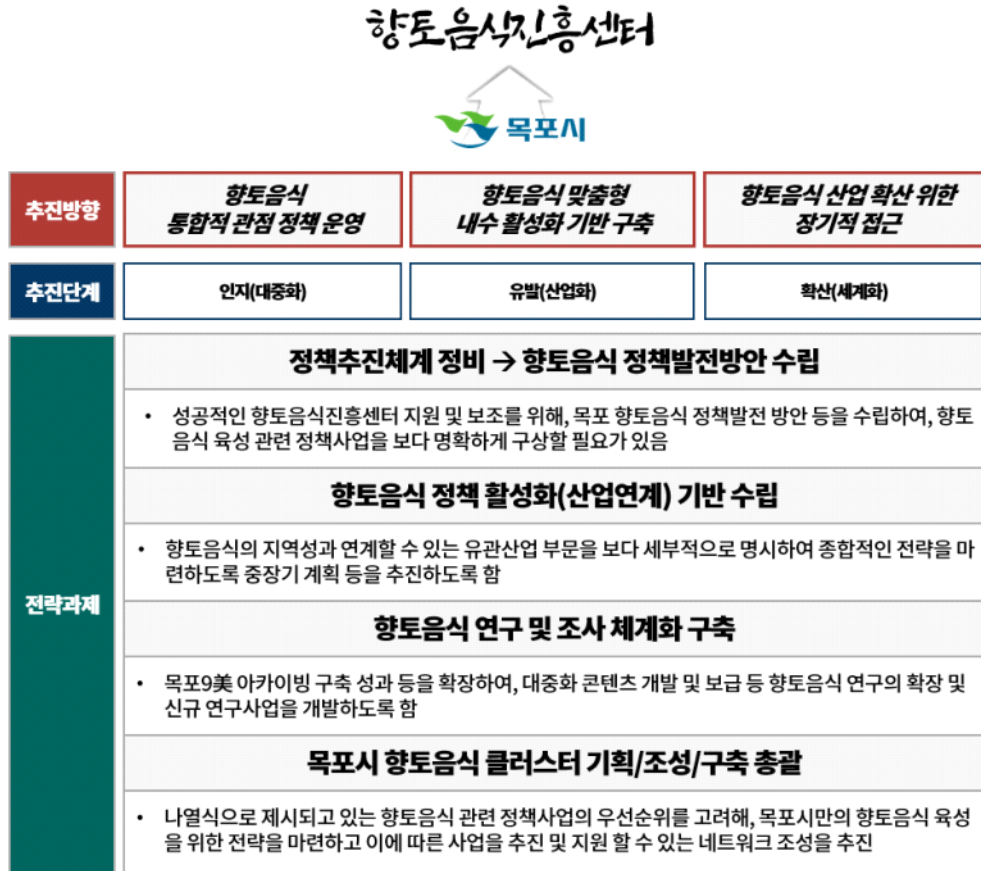 향토음식진흥센터
목포시
추진방향
향토음식
통합적 관점 정책 운영
향토음식 맞춤형
내수 활성화 기반 구축
향토음식 산업 확산 위한
장기적 접근
추진단계
인지(대중화)
유발(산업화)
확산(세계화)
전략과제
정책추진체계 정비 → 향토음식 정책발전방안 수립
• 성공적인 향토음식진흥센터 지원 및 보조를 위해, 목포 향토음식 정책발전 방안 등을 수립하여, 향토
음식 육성 관련 정책사업을 보다 명확하게 구상할 필요가 있음
향토음식 정책 활성화(산업연계) 기반 수립
• 향토음식의 지역성과 연계할 수 있는 유관산업 부문을 보다 세부적으로 명시하여 종합적인 전략을 마
련하도록 중장기 계획 등을 추진하도록 함
향토음식 연구 및 조사 체계화 구축
• 목포9美 아카이빙 구축 성과 등을 확장하여, 대중화 콘텐츠 개발 및 보급 등 향토음식 연구의 확장 및
신규 연구사업을 개발하도록 함
목포시 향토음식 클러스터 기획/조성/구축 총괄
• 나열식으로 제시되고 있는 향토음식 관련 정책사업의 우선순위를 고려해, 목포시만의 향토음식 육성
을 위한 전략을 마련하고 이에 따른 사업을 추진 및 지원 할 수 있는 네트워크 조성을 추진